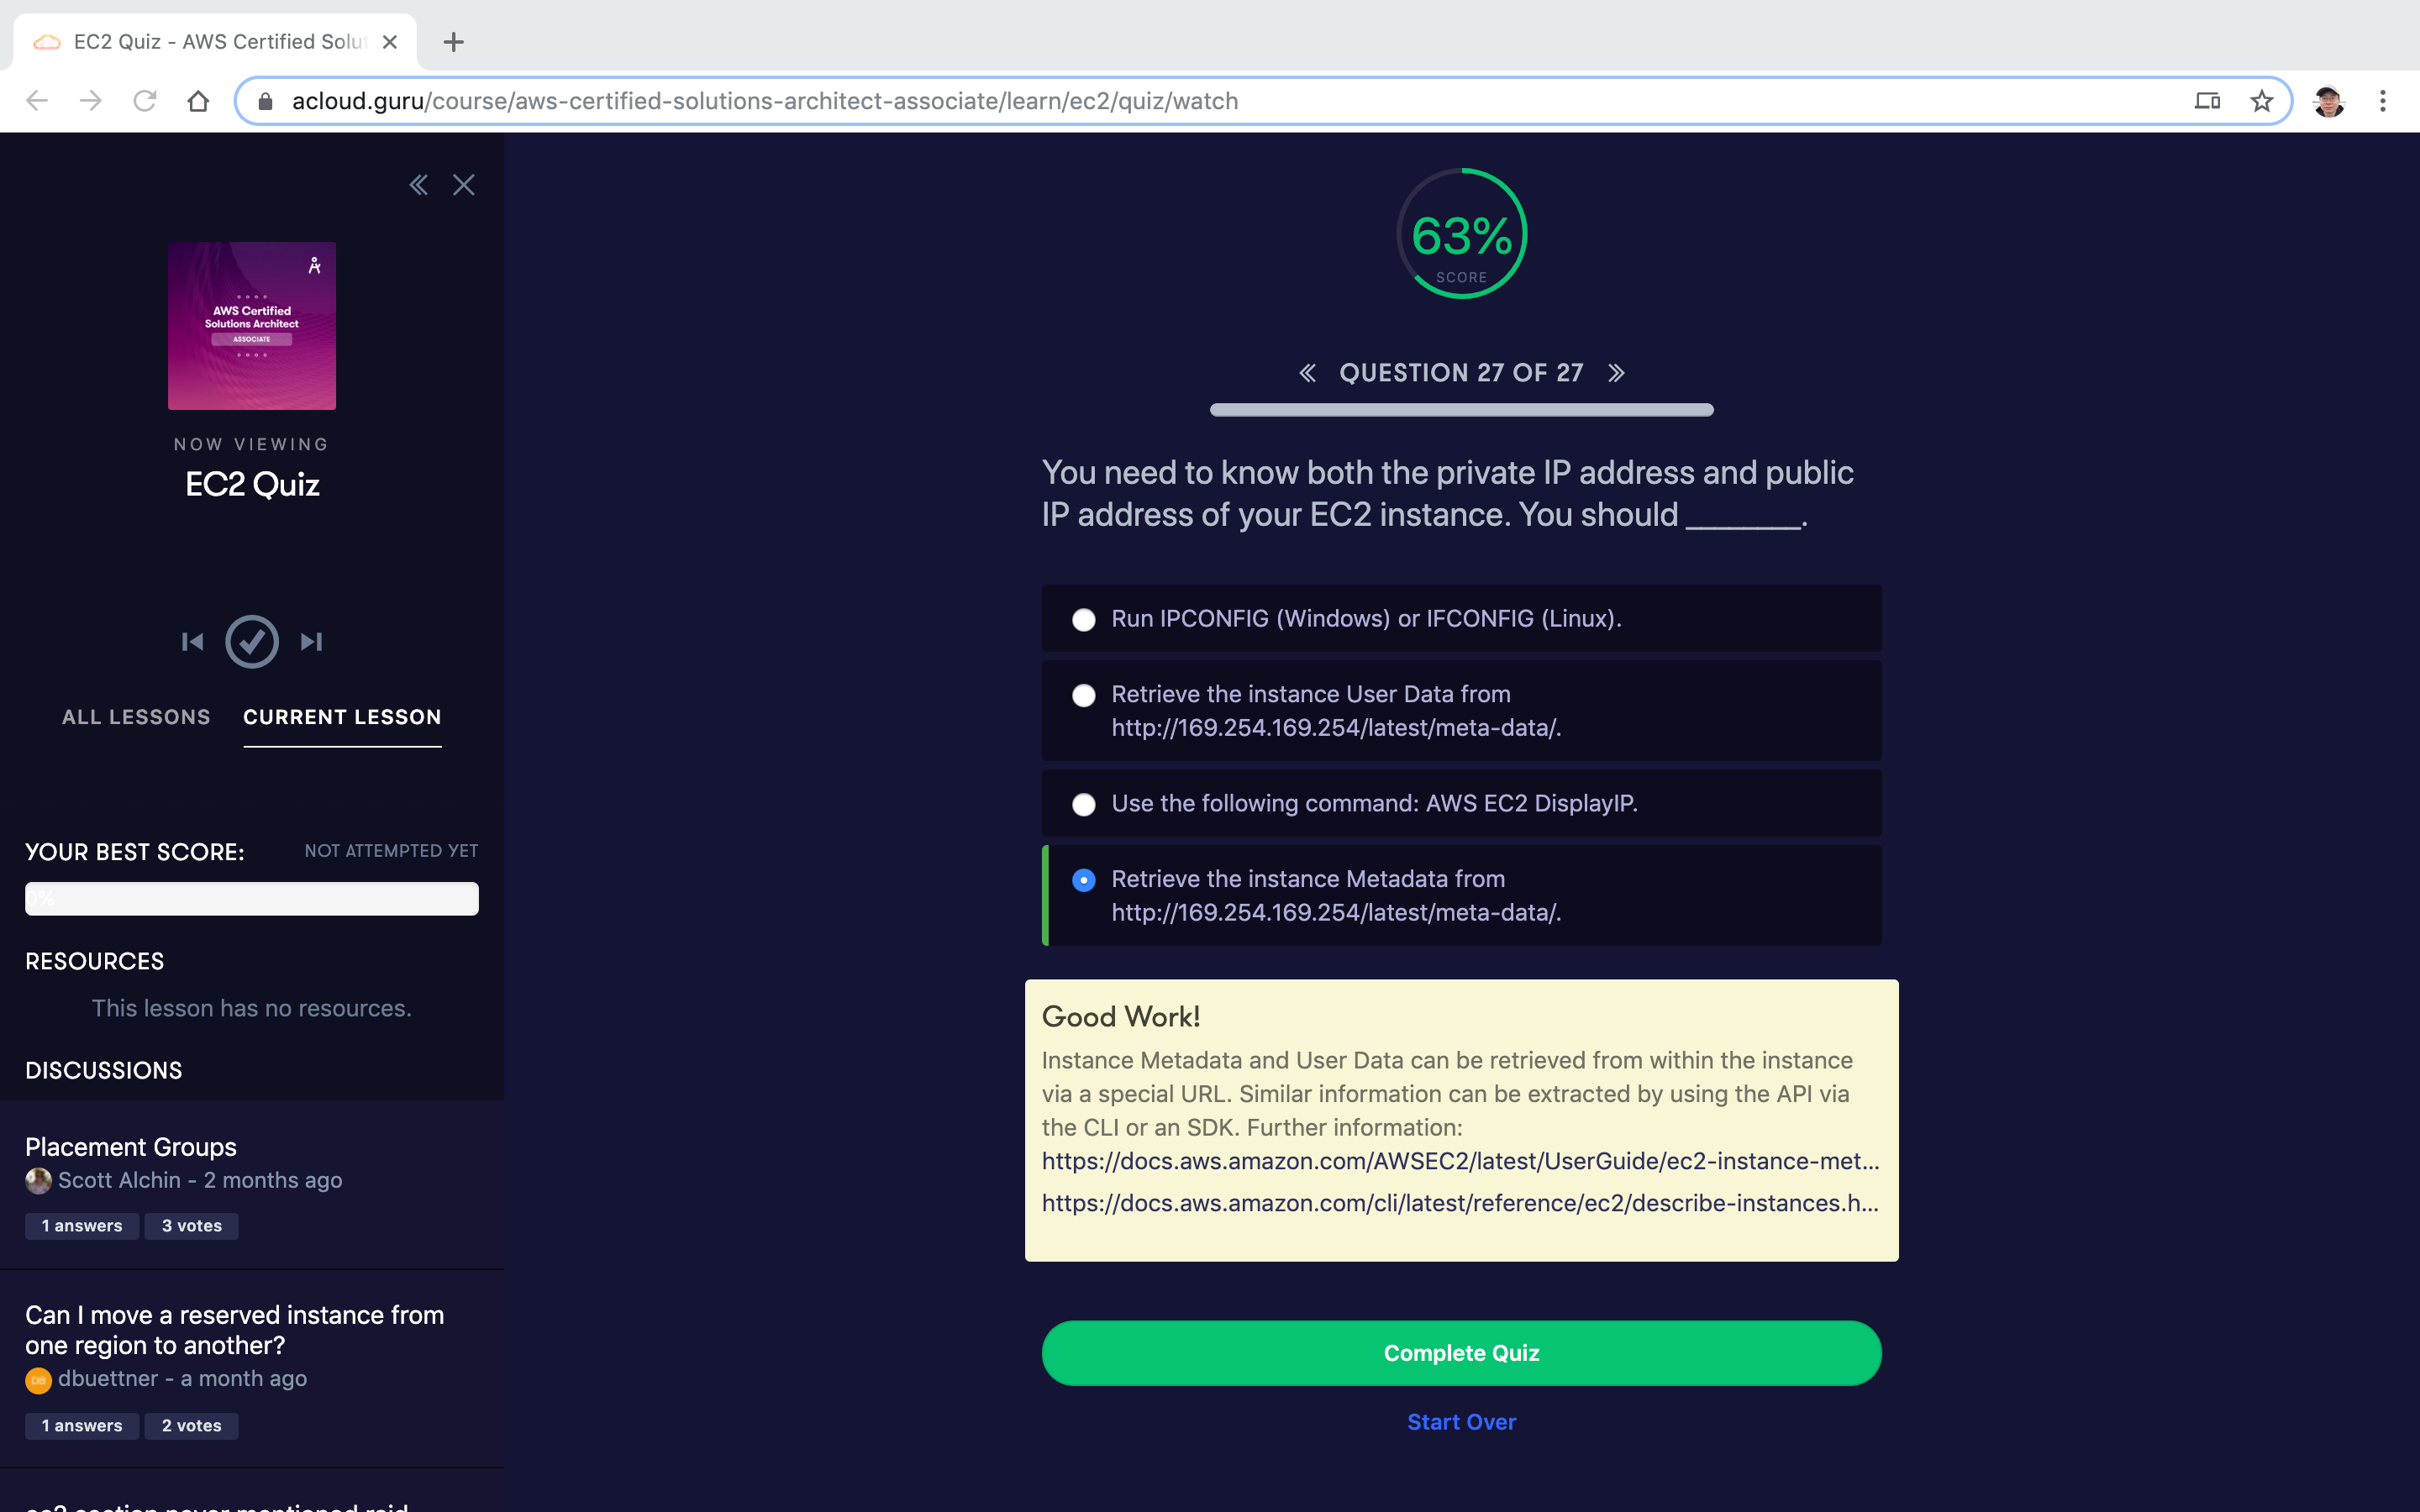 EC2 Quiz - AWS Certified Solut
acloud.guru/course/aws-certified-solutions-architect-associate/learn/ec2/quiz/watch
AWS Certified
Solutions Architect
ASSOCIATE
NOW VIEWING
EC2 Quiz
ALL LESSONS
CURRENT LESSON
YOUR BEST SCORE:
NOT ATTEMPTED YET
0%
RESOURCES
This lesson has no resources.
DISCUSSIONS
Placement Groups
Scott Alchin - 2 months ago
1 answers
3 votes
Can I move a reserved instance from
one region to another?
dbuettner - a month ago
1 answers
2 votes
ec2 section never mentioned raid
63%
SCORE
QUESTION 27 OF 27
You need to know both the private IP address and public
IP address of your EC2 instance. You should _______.
Run IPCONFIG (Windows) or IFCONFIG (Linux).
Retrieve the instance User Data from
http://169.254.169.254/latest/meta-data/.
Use the following command: AWS EC2 DisplayIP.
Retrieve the instance Metadata from
http://169.254.169.254/latest/meta-data/.
Good Work!
Instance Metadata and User Data can be retrieved from within the instance
via a special URL. Similar information can be extracted by using the API via
the CLI or an SDK. Further information:
https://docs.aws.amazon.com/AWSEC2/latest/UserGuide/ec2-instance-met...
https://docs.aws.amazon.com/cli/latest/reference/ec2/describe-instances.h...
Complete Quiz
Start Over